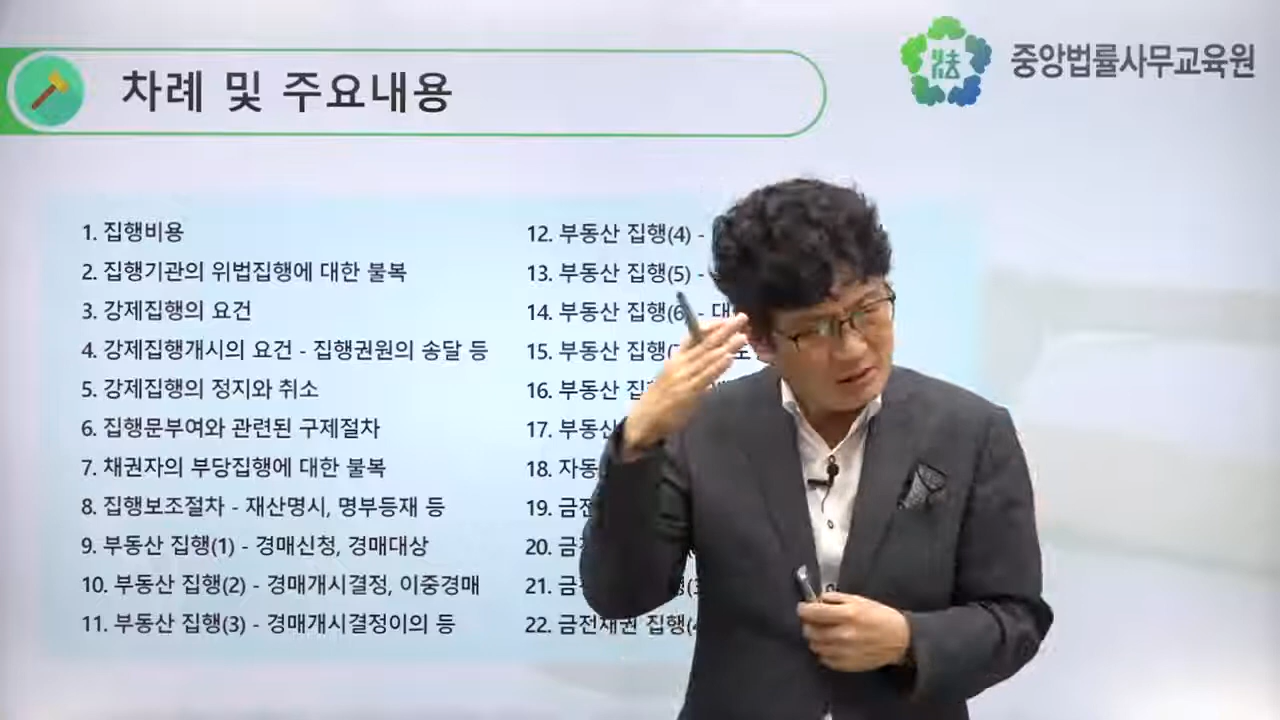 차례 및 주요내용
중앙법률사무교육원
法
1. 집행비용
2. 집행기관의 위법집행에 대한 불복
3. 강제집행의 요건
4. 강제집행개시의 요건 - 집행권원의 송달 등
5. 강제집행의 정지와 취소
6. 집행문부여와 관련된 구제절차
7. 채권자의 부당집행에 대한 불복
8. 집행보조절차 - 재산명시, 명부등재 등
9. 부동산 집행(1) - 경매신청, 경매대상
10. 부동산 집행(2) - 경매개시결정, 이중경매
11. 부동산 집행(3) - 경매개시결정이의 등
12. 부동산 집행(4) -
13. 부동산 집행(5) -
14. 부동산 집행(6) -
15. 부동산 집행
16. 부동산
17. 부동산
18.
19.
20.
21.
22. 금전채권 집행